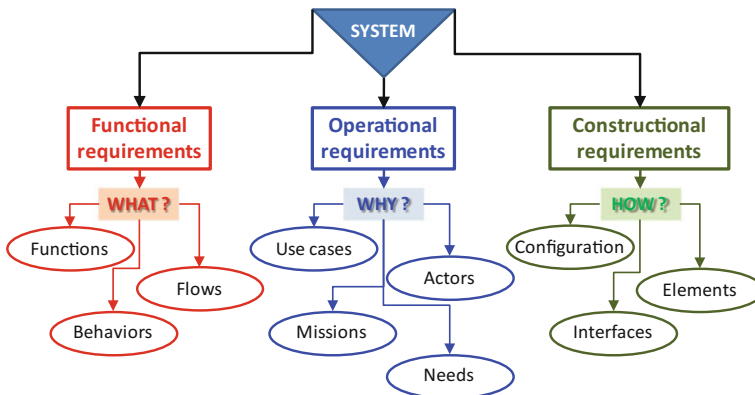 SYSTEM
Functional
requirements
Operational
requirements
Constructional
requirements
WHAT ?
WHY ?
HOW ?
Functions
Flows
Behaviors
Use cases
Actors
Missions
Needs
Configuration
Elements
Interfaces